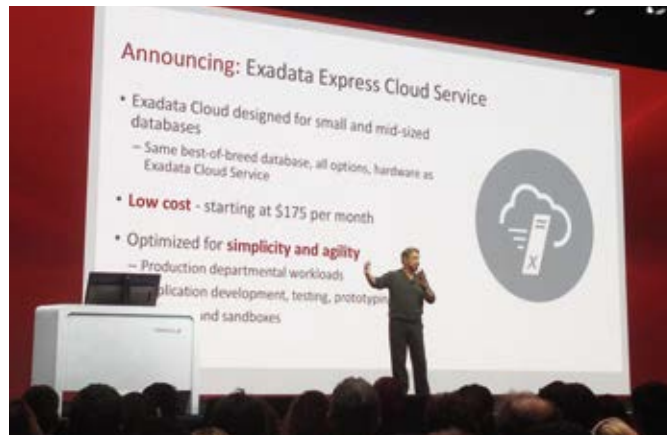 Announcing: Exadata Express Cloud Service
• Exadata Cloud designed for small and mid-sized
databases
– Same best-of-breed database, all options, hardware as
Exadata Cloud Service
• Low cost - starting at $175 per month
• Optimized for simplicity and agility
– Production departmental workloads
plication development, testing, prototypin
and sandboxes
X
ORACLE